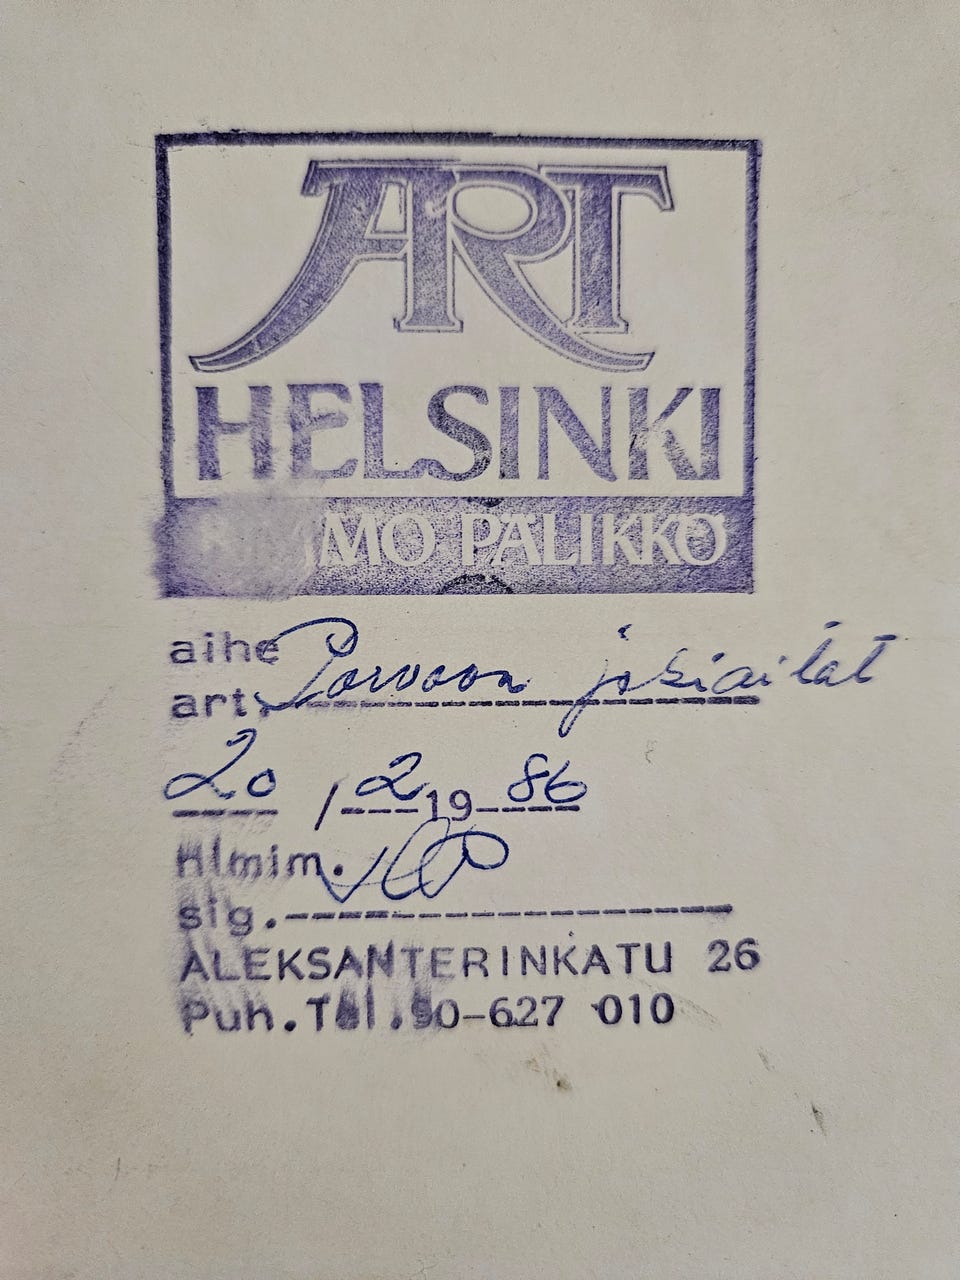 ART
HELSINKI
PALIKKO
aihe Porvoon jokiaitat
art.
20 / 2 19 86
Hlmim.
sig.
ALEKSANTERINKATU 26
Puh. Tel. 90-627 010